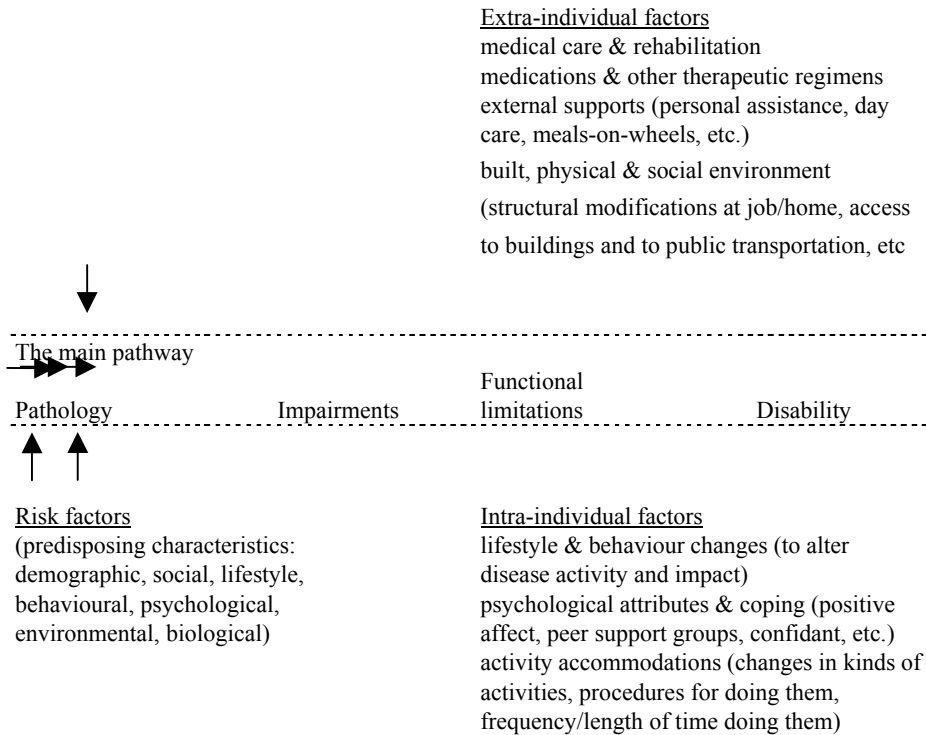 Extra-individual factors
medical care & rehabilitation
medications & other therapeutic regimens
external supports (personal assistance, day
care, meals-on-wheels, etc.)
built, physical & social environment
(structural modifications at job/home, access
to buildings and to public transportation, etc
The main pathway
Pathology
Impairments
Functional
limitations
Disability
Risk factors
(predisposing characteristics:
demographic, social, lifestyle,
behavioural, psychological,
environmental, biological)
Intra-individual factors
lifestyle & behaviour changes (to alter
disease activity and impact)
psychological attributes & coping (positive
affect, peer support groups, confidant, etc.)
activity accommodations (changes in kinds of
activities, procedures for doing them,
frequency/length of time doing them)